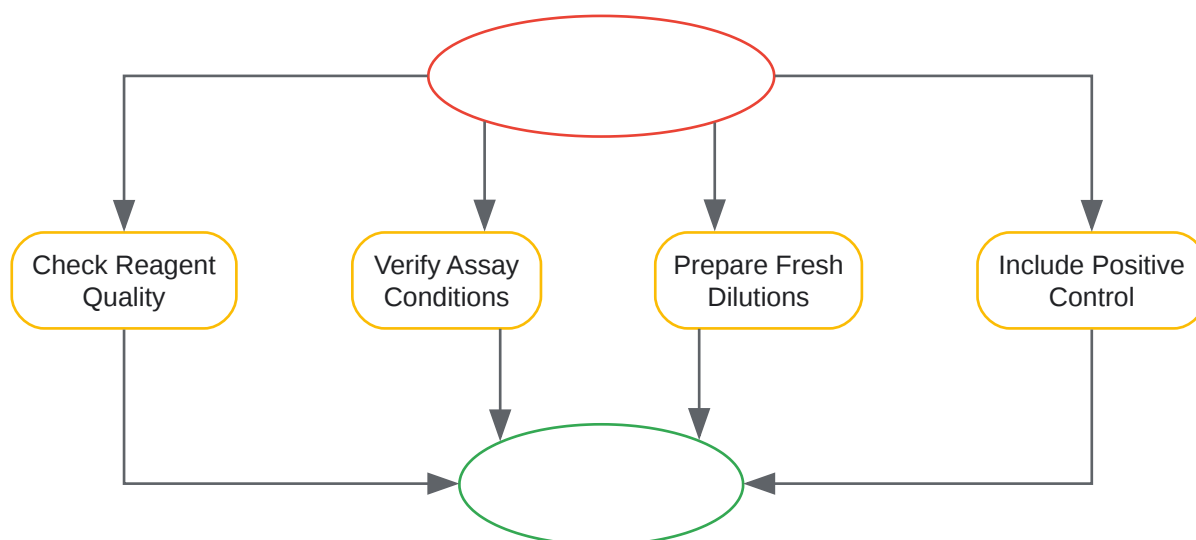 Check Reagent
Quality
Verify Assay
Conditions
Prepare Fresh
Dilutions
Include Positive
Control